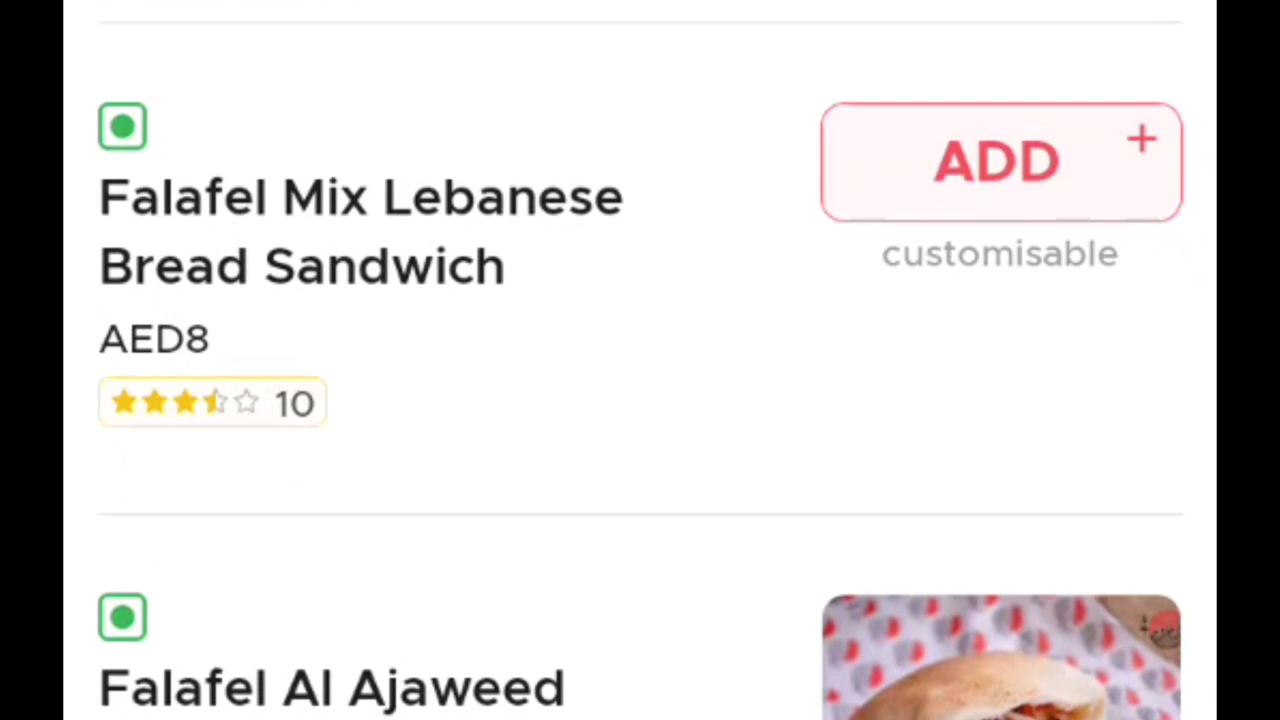 ADD +
Falafel Mix Lebanese
Bread Sandwich
customisable
AED8
10
Falafel Al Ajaweed